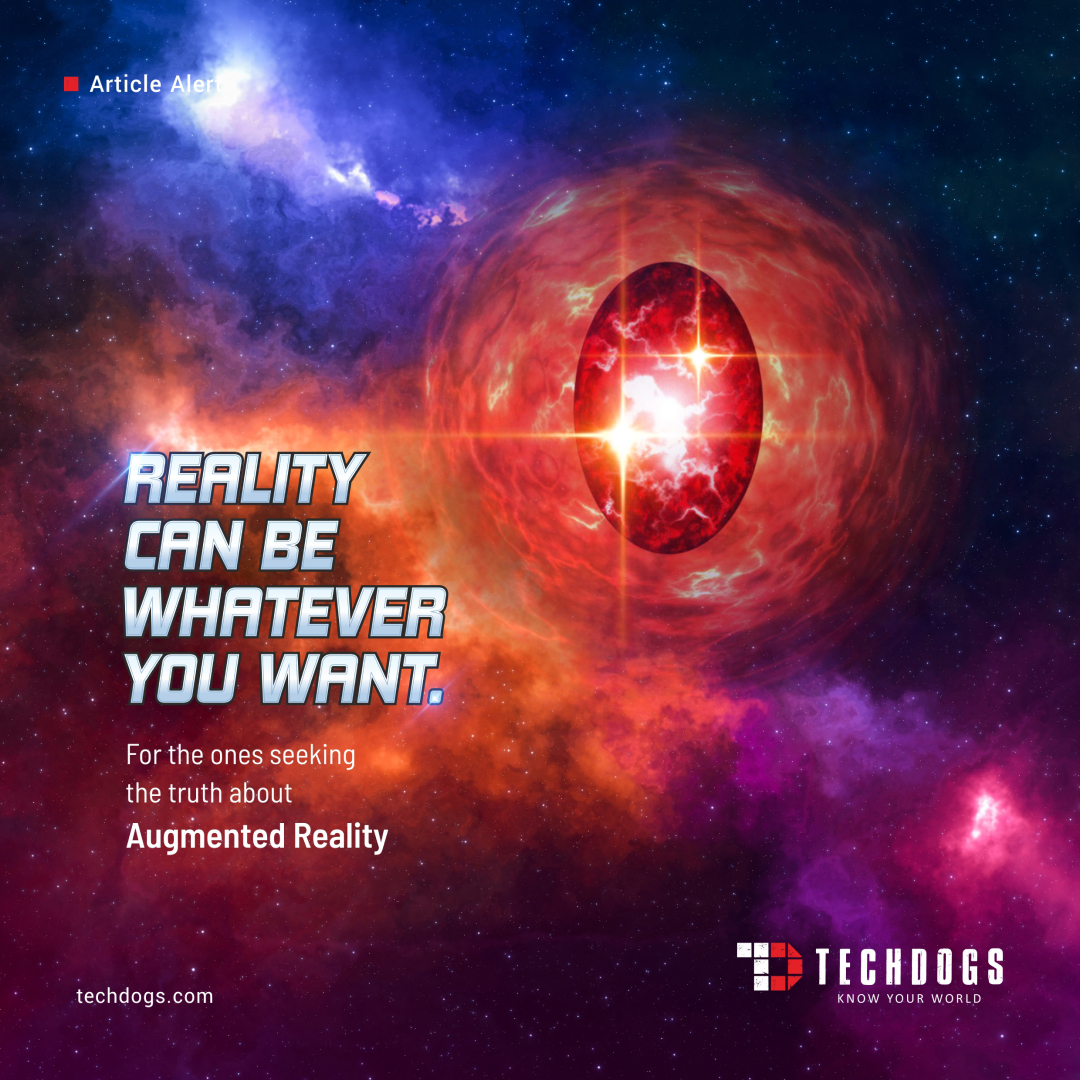 Article Alert
REALITY
CAN BE
WHATEVER
YOU WANT.
For the ones seeking
the truth about
Augmented Reality
techdogs.com
TECHDOGS
KNOW YOUR WORLD